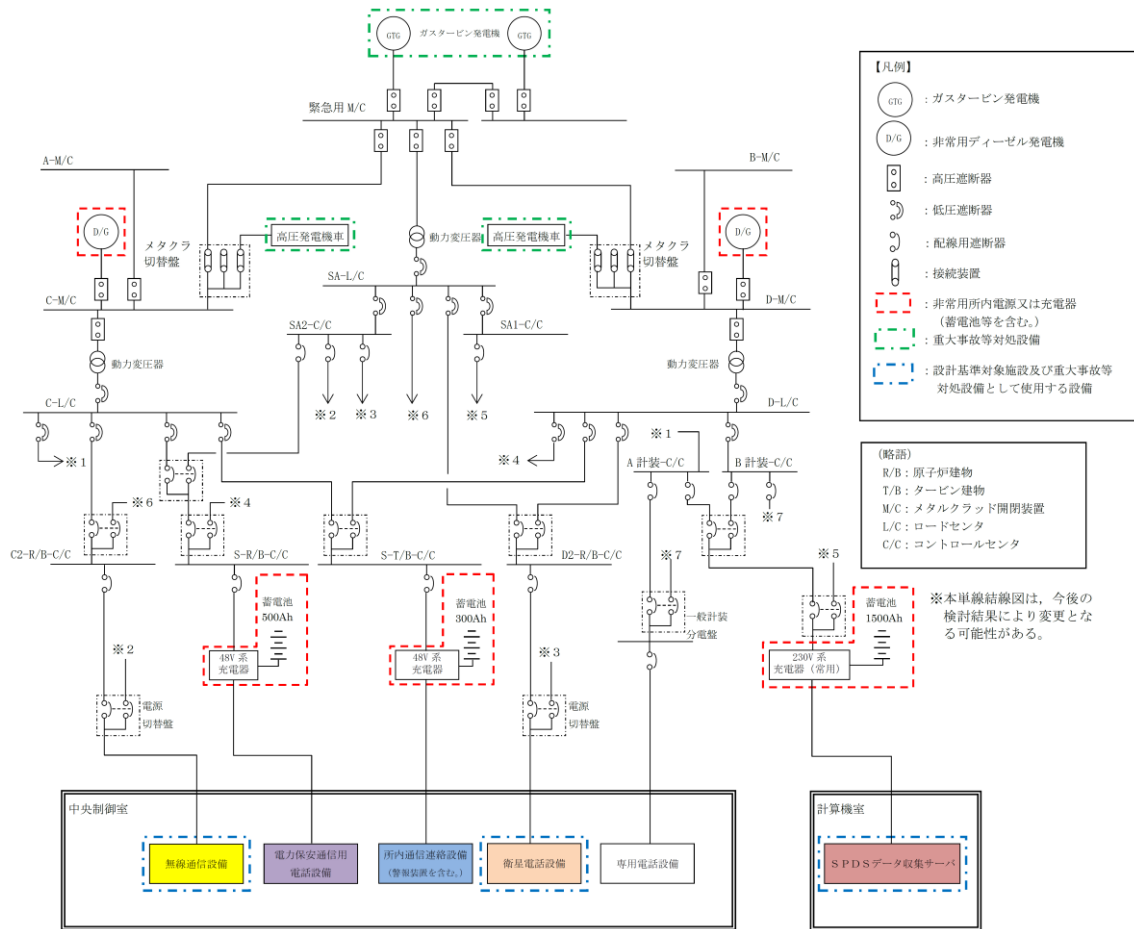 GTG
ガスタービン発電機
GTG
緊急用 M/C
A-M/C
B-M/C
D/G
メタクラ
切替盤
高圧発電機車
動力変圧器
高圧発電機車
メタクラ
切替盤
D/G
C-M/C
SA-L/C
D-M/C
SA2-C/C
SA1-C/C
動力変圧器
動力変圧器
C-L/C
※2
※3
※6
※5
D-L/C
※1
※4
※1
A 計装-C/C
B 計装-C/C
※6
※4
※7
C2-R/B-C/C
S-R/B-C/C
S-T/B-C/C
D2-R/B-C/C
※7
※5
蓄電池
500Ah
蓄電池
300Ah
一般計装
分電盤
蓄電池
1500Ah
※2
48V 系
充電器
48V 系
充電器
※3
230V 系
充電器(常用)
電源
切替盤
電源
切替盤
中央制御室
無線通信設備
電力保安通信用
電話設備
所内通信連絡設備
(警報装置を含む。)
衛星電話設備
専用電話設備
計算機室
SPDSデータ収集サーバ
【凡例】
GTG
:ガスタービン発電機
D/G
:非常用ディーゼル発電機
:高圧遮断器
:低圧遮断器
:配線用遮断器
:接続装置
:非常用所内電源又は充電器
(蓄電池等を含む。)
:重大事故等対処設備
:設計基準対象施設及び重大事故等
対処設備として使用する設備
(略語)
R/B:原子炉建物
T/B:タービン建物
M/C:メタルクラッド開閉装置
L/C:ロードセンタ
C/C:コントロールセンタ
※本単線結線図は,今後の
検討結果により変更とな
る可能性がある。